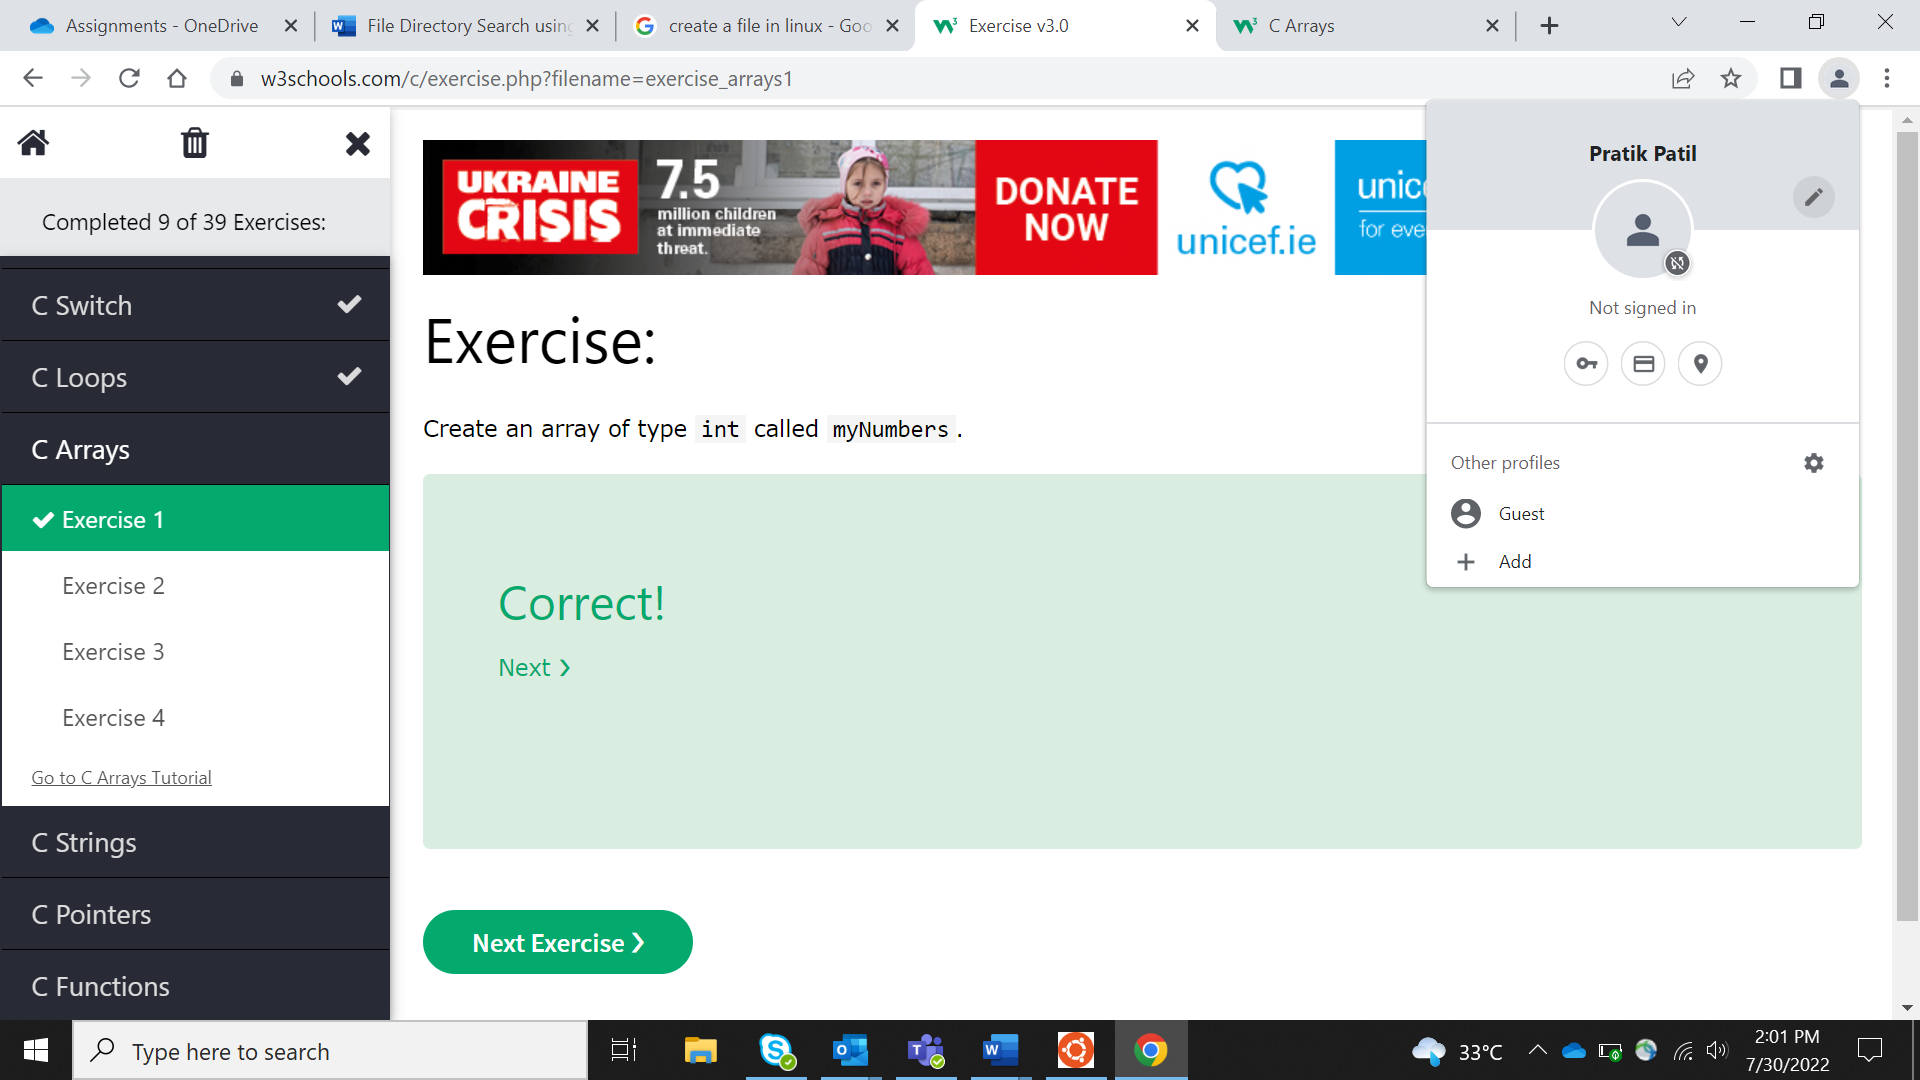 Assignments - OneDrive
File Directory Search using
create a file in linux - Goo
Exercise v3.0
C Arrays
w3schools.com/c/exercise.php?filename=exercise_arrays1
Completed 9 of 39 Exercises:
C Switch
C Loops
C Arrays
Exercise 1
Exercise 2
Exercise 3
Exercise 4
Go to C Arrays Tutorial
C Strings
C Pointers
C Functions
UKRAINE
CRISIS
7.5
million children
at immediate
threat.
DONATE
NOW
unicef.ie
unic
for eve
Exercise:
Create an array of type int called myNumbers.
Correct!
Next ❯
Next Exercise ❯
Pratik Patil
Not signed in
Other profiles
Guest
Add
Type here to search
33°C
2:01 PM
7/30/2022